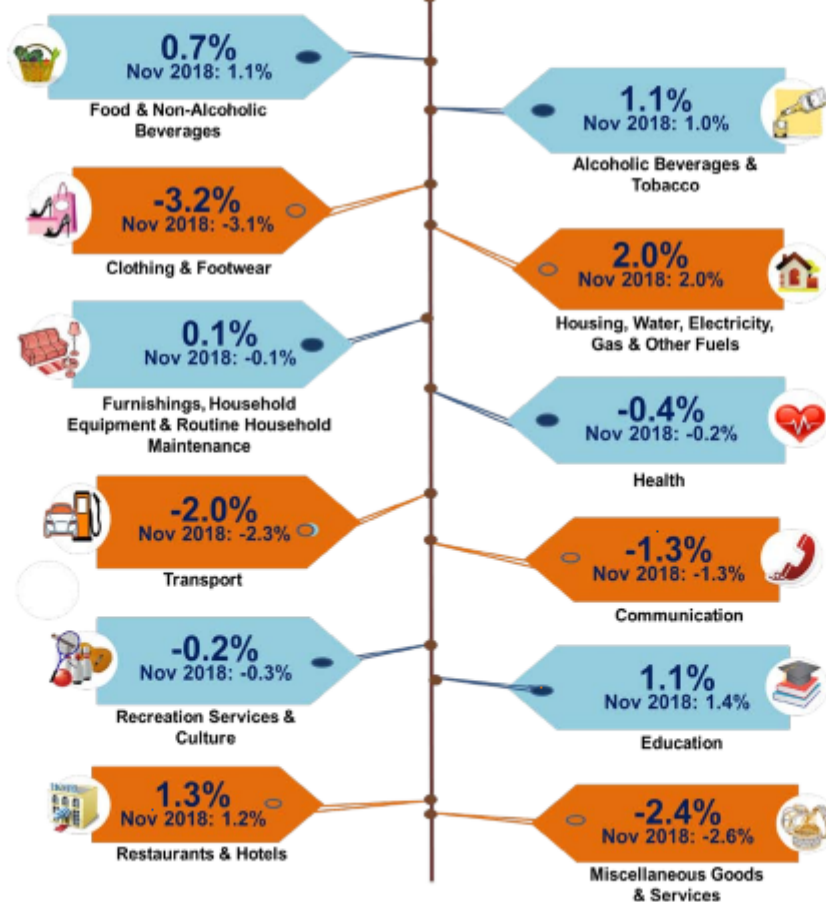 0.7%
Nov 2018: 1.1%
Food & Non-Alcoholic
Beverages
1.1%
Nov 2018: 1.0%
Alcoholic Beverages &
Tobacco
-3.2%
Nov 2018: -3.1%
Clothing & Footwear
2.0%
Nov 2018: 2.0%
Housing, Water, Electricity,
Gas & Other Fuels
0.1%
Nov 2018: -0.1%
Furnishings, Household
Equipment & Routine Household
Maintenance
-0.4%
Nov 2018: -0.2%
Health
-2.0%
Nov 2018: -2.3%
Transport
-1.3%
Nov 2018: -1.3%
Communication
-0.2%
Nov 2018: -0.3%
Recreation Services &
Culture
1.1%
Nov 2018: 1.4%
Education
1.3%
Nov 2018: 1.2%
Restaurants & Hotels
-2.4%
Nov 2018: -2.6%
Miscellaneous Goods
& Services